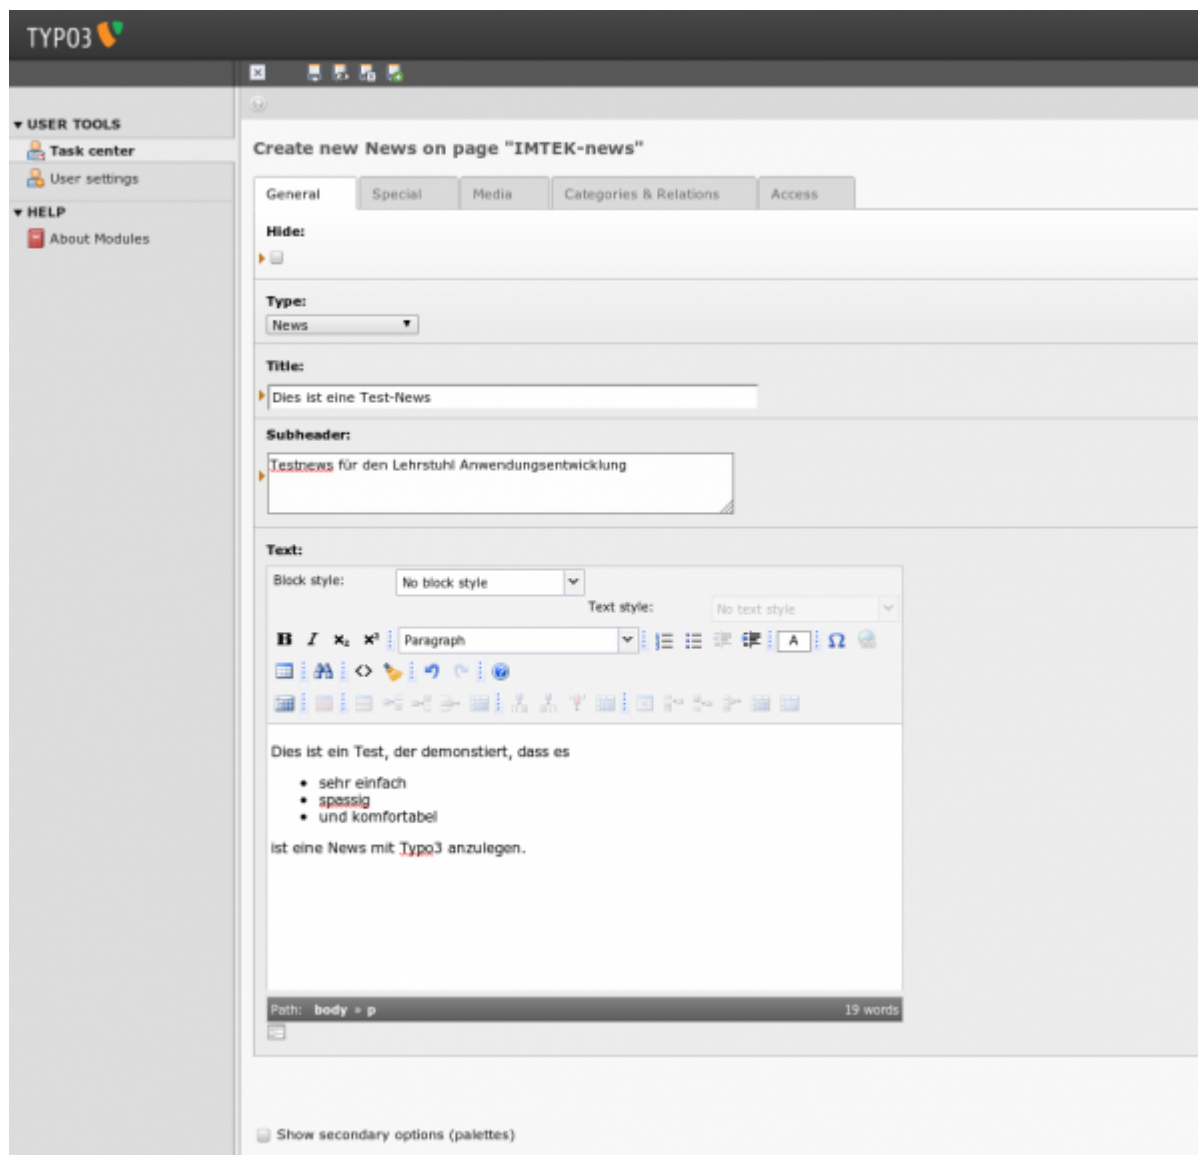 TYPO3
USER TOOLS
Task center
User settings
HELP
About Modules
Create new News on page "IMTEK-news"
General Special Media Categories & Relations Access
Hide:
Type:
News
Title:
Dies ist eine Test-News
Subheader:
Testnews für den Lehrstuhl Anwendungsentwicklung
Text:
Block style: No block style
Text style: No text style
B I x₂ x² Paragraph A Ω
Dies ist ein Test, der demonstiert, dass es
• sehr einfach
• spassig
• und komfortabel
ist eine News mit Typo3 anzulegen.
Path: body » p 19 words
Show secondary options (palettes)